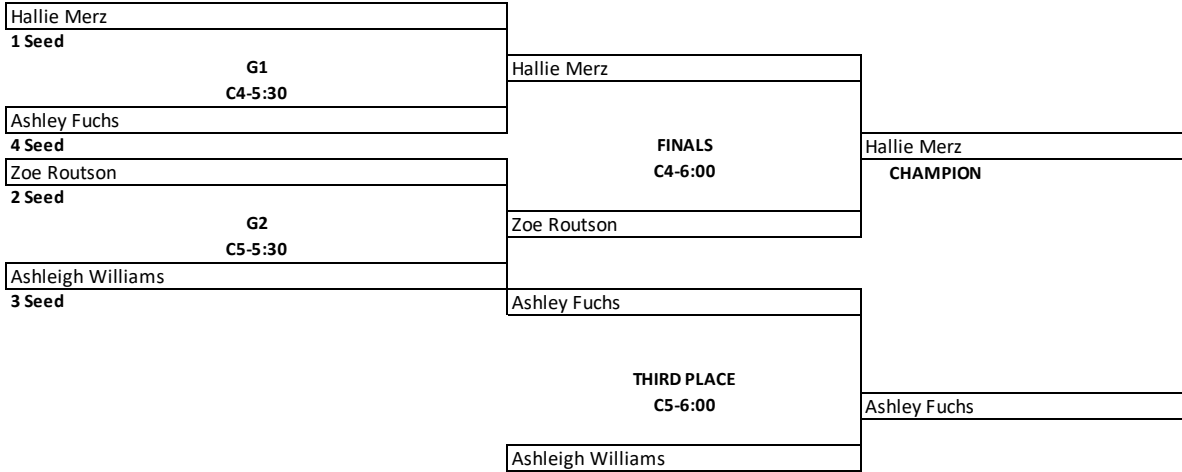 Hallie Merz
1 Seed
G1
C4-5:30
Ashley Fuchs
4 Seed
Zoe Routson
2 Seed
G2
C5-5:30
Ashleigh Williams
3 Seed
Hallie Merz
FINALS
C4-6:00
Zoe Routson
Ashley Fuchs
THIRD PLACE
C5-6:00
Ashleigh Williams
Hallie Merz
CHAMPION
Ashley Fuchs